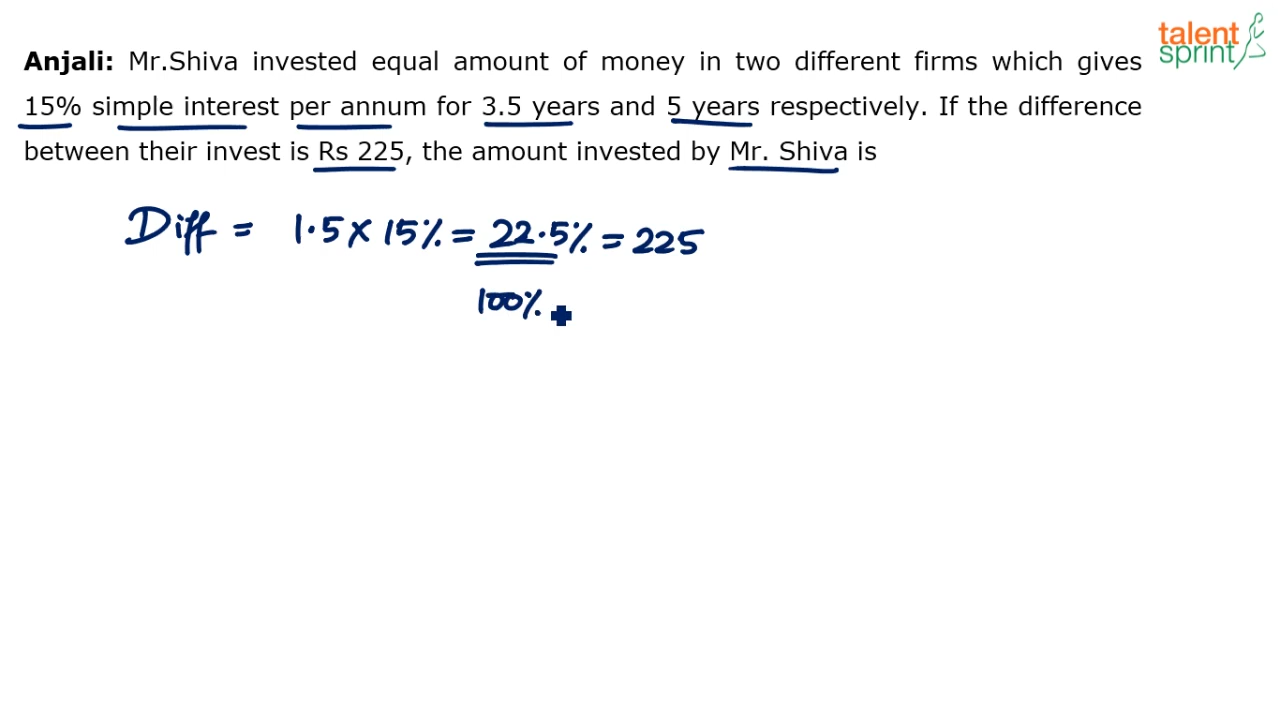 talent
sprint
Anjali: Mr.Shiva invested equal amount of money in two different firms which gives
15% simple interest per annum for 3.5 years and 5 years respectively. If the difference
between their invest is Rs 225, the amount invested by Mr. Shiva is
Diff = 1.5 x 15% = 22.5% = 225
100%